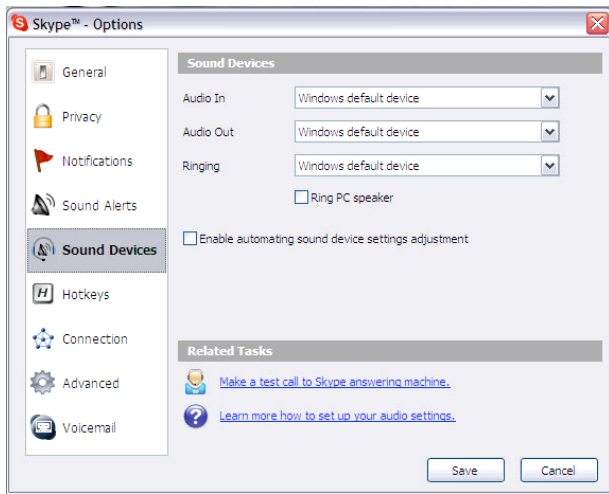 Skype™ - Options
General
Privacy
Notifications
Sound Alerts
Sound Devices
Hotkeys
Connection
Advanced
Voicemail
Sound Devices
Audio In Windows default device
Audio Out Windows default device
Ringing Windows default device
Ring PC speaker
Enable automating sound device settings adjustment
Related Tasks
Make a test call to Skype answering machine.
Learn more how to set up your audio settings.
Save Cancel